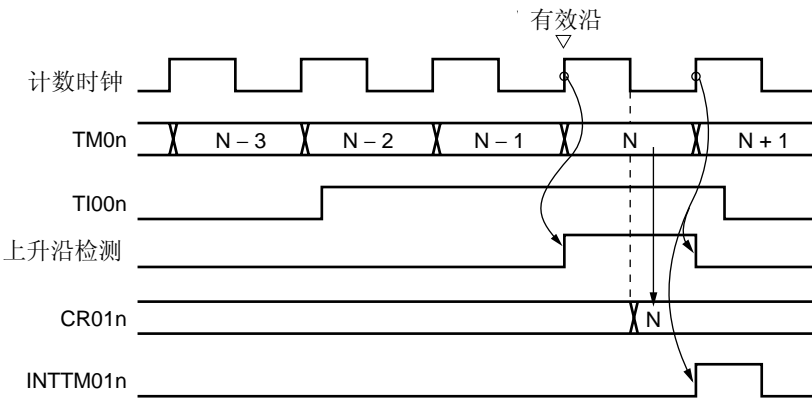 有效沿
计数时钟
TM0n N – 3 N – 2 N – 1 N N + 1
TI00n
上升沿检测
CR01n N
INTTM01n